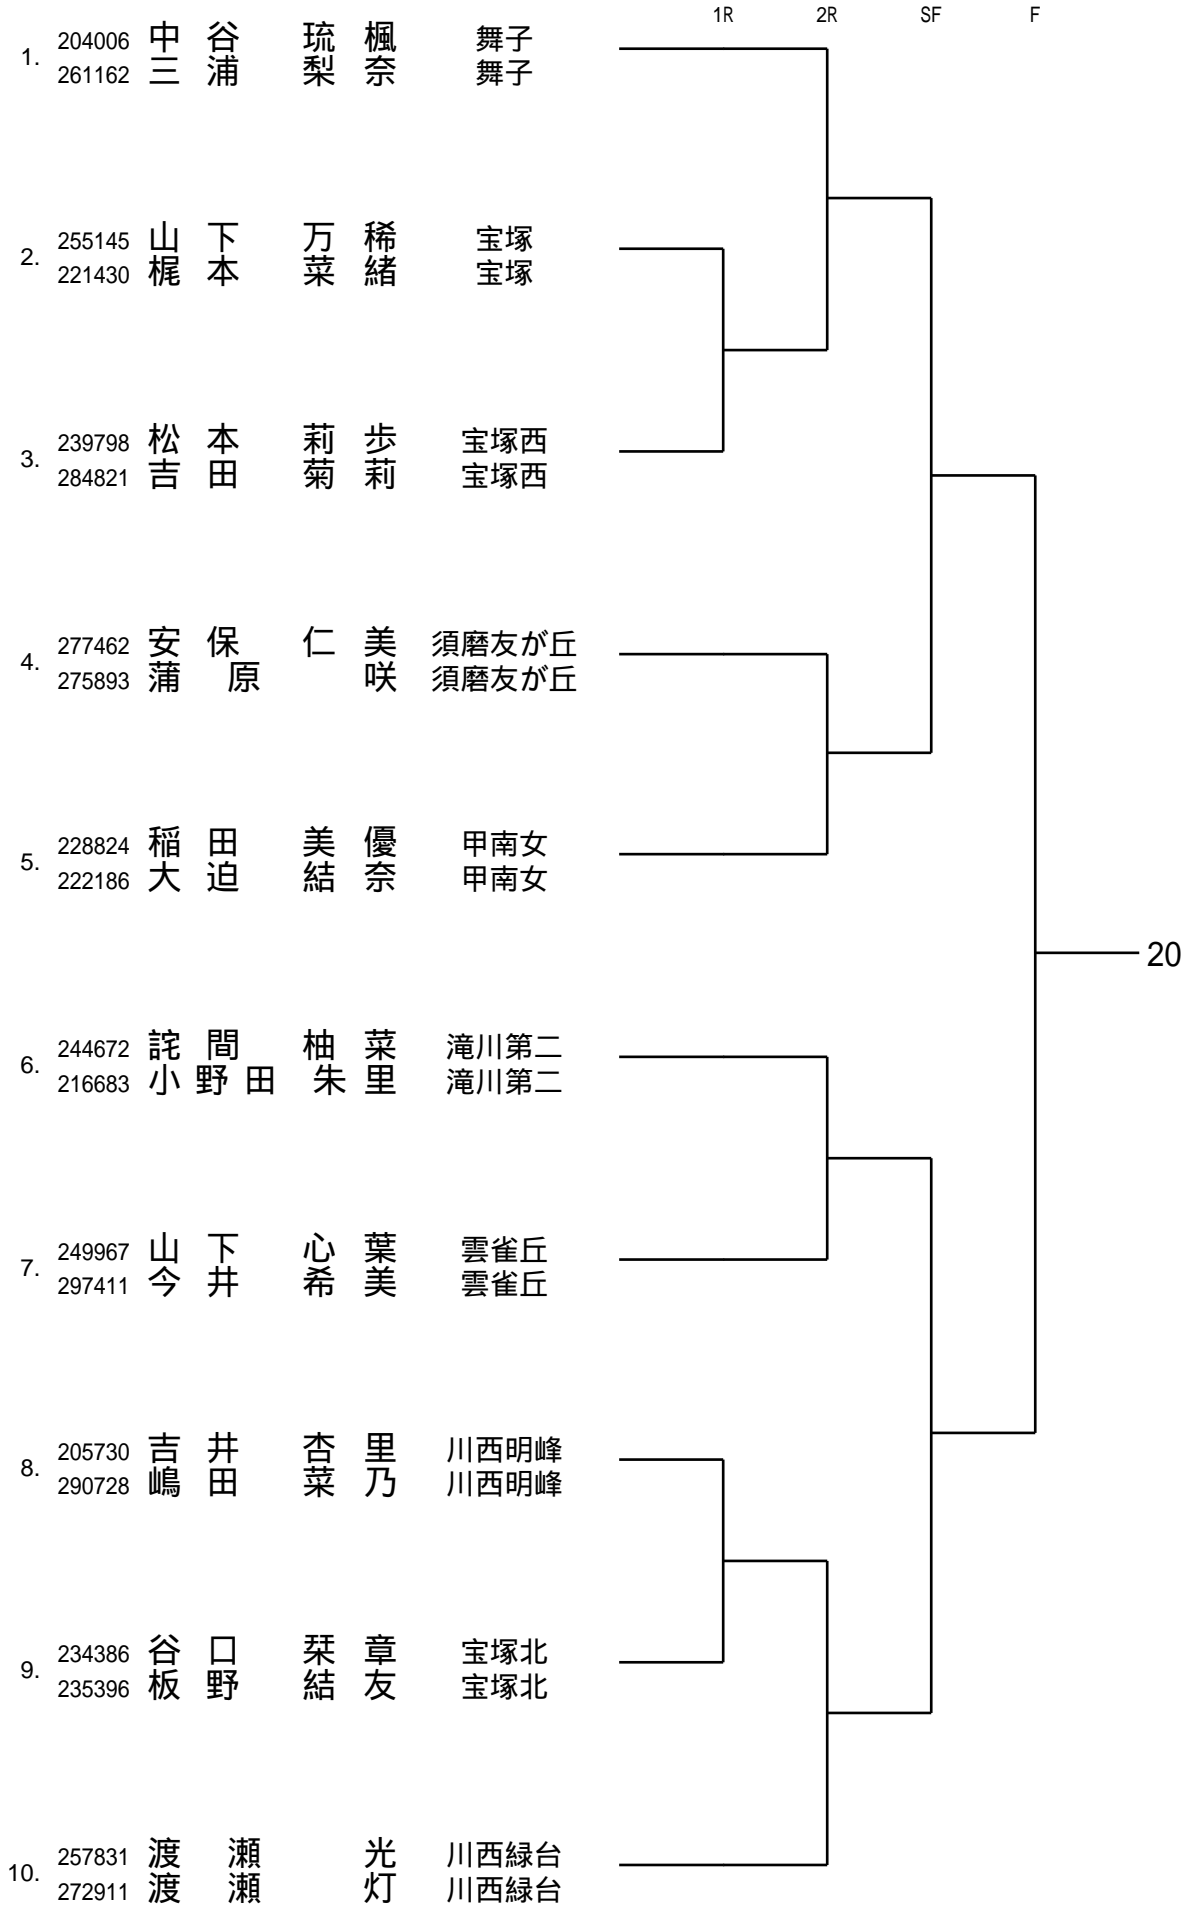 1R 2R SF F
1. 204006 中谷 琉楓 舞子
261162 三浦 梨奈 舞子
2. 255145 山下 万稀 宝塚
221430 梶本 菜緒 宝塚
3. 239798 松本 莉歩 宝塚西
284821 吉田 菊莉 宝塚西
4. 277462 安保 仁美 須磨友が丘
275893 蒲原 咲 須磨友が丘
5. 228824 稲田 美優 甲南女
222186 大迫 結奈 甲南女
20
6. 244672 詫間 柚菜 滝川第二
216683 小野田 朱里 滝川第二
7. 249967 山下 心葉 雲雀丘
297411 今井 希美 雲雀丘
8. 205730 吉井 杏里 川西明峰
290728 嶋田 菜乃 川西明峰
9. 234386 谷口 栞章 宝塚北
235396 板野 結友 宝塚北
10. 257831 渡瀬 光 川西緑台
272911 渡瀬 灯 川西緑台